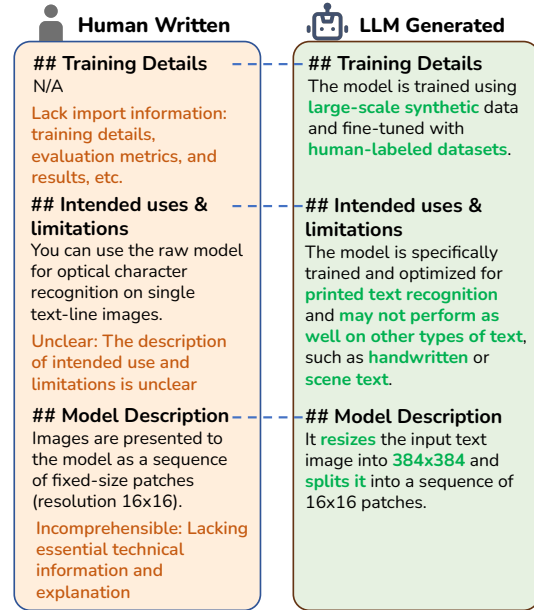 Human Written
## Training Details
N/A
Lack import information:
training details,
evaluation metrics, and
results, etc.
## Intended uses &
limitations
You can use the raw model
for optical character
recognition on single
text-line images.
Unclear: The description
of intended use and
limitations is unclear
## Model Description
Images are presented to
the model as a sequence
of fixed-size patches
(resolution 16x16).
Incomprehensible: Lacking
essential technical
information and
explanation
LLM Generated
## Training Details
The model is trained using
large-scale synthetic data
and fine-tuned with
human-labeled datasets.
## Intended uses &
limitations
The model is specifically
trained and optimized for
printed text recognition
and may not perform as
well on other types of text,
such as handwritten or
scene text.
## Model Description
It resizes the input text
image into 384x384 and
splits it into a sequence of
16x16 patches.